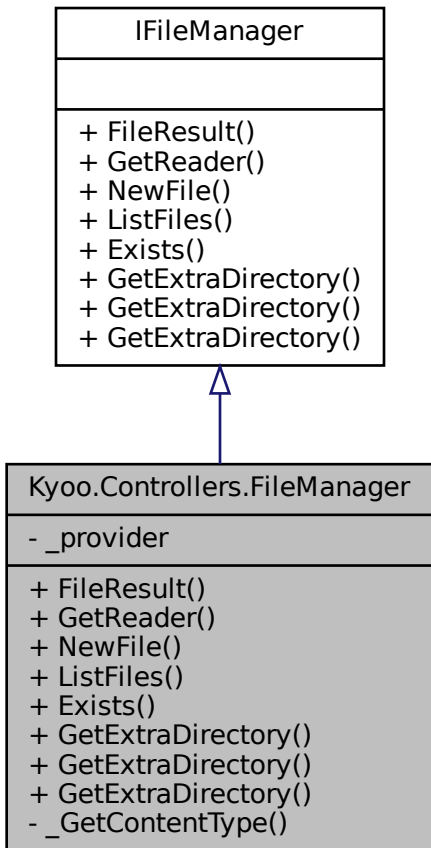 IFileManager
+ FileResult()
+ GetReader()
+ NewFile()
+ ListFiles()
+ Exists()
+ GetExtraDirectory()
+ GetExtraDirectory()
+ GetExtraDirectory()
Kyoo.Controllers.FileManager
- _provider
+ FileResult()
+ GetReader()
+ NewFile()
+ ListFiles()
+ Exists()
+ GetExtraDirectory()
+ GetExtraDirectory()
+ GetExtraDirectory()
- _GetContentType()